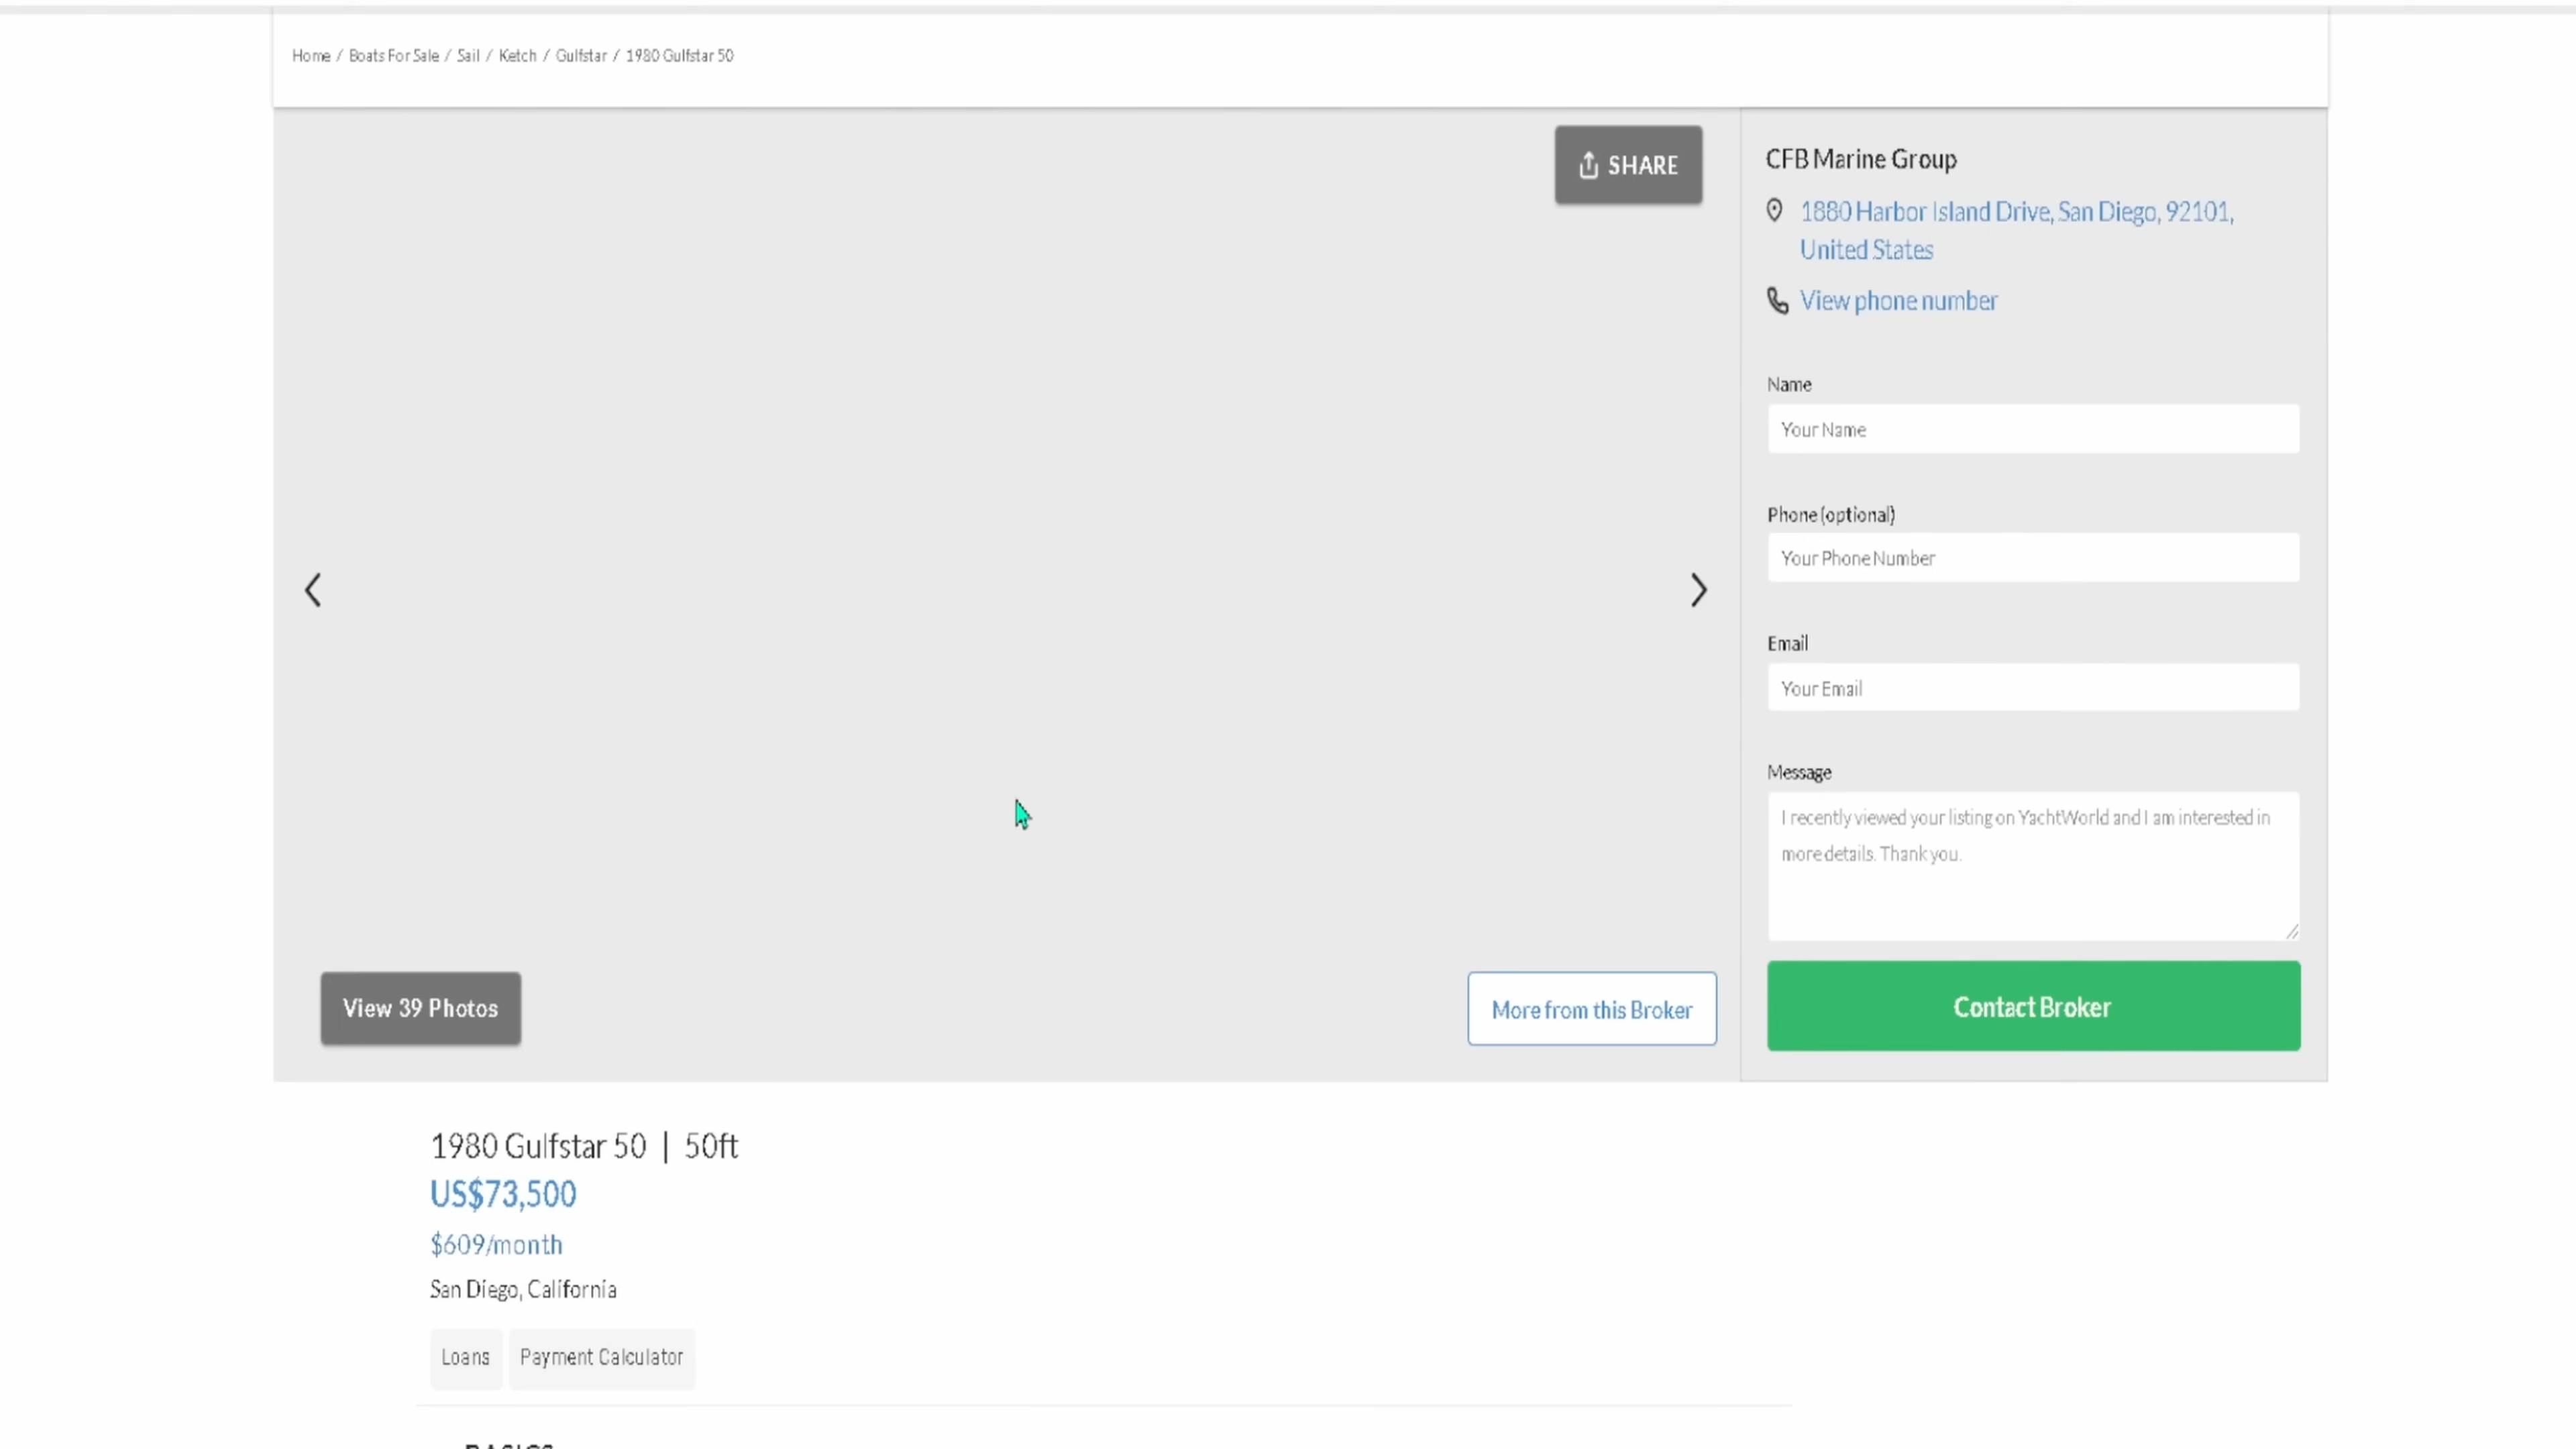 Home / Boats For Sale / Sail / Ketch / Gulfstar / 1980 Gulfstar 50
SHARE
CFB Marine Group
1880 Harbor Island Drive, San Diego, 92101,
United States
View phone number
Name
Your Name
Phone (optional)
Your Phone Number
Email
Your Email
Message
I recently viewed your listing on YachtWorld and I am interested in
more details. Thank you.
View 39 Photos
More from this Broker
Contact Broker
1980 Gulfstar 50 | 50ft
US$73,500
$609/month
San Diego, California
Loans
Payment Calculator
BASICS